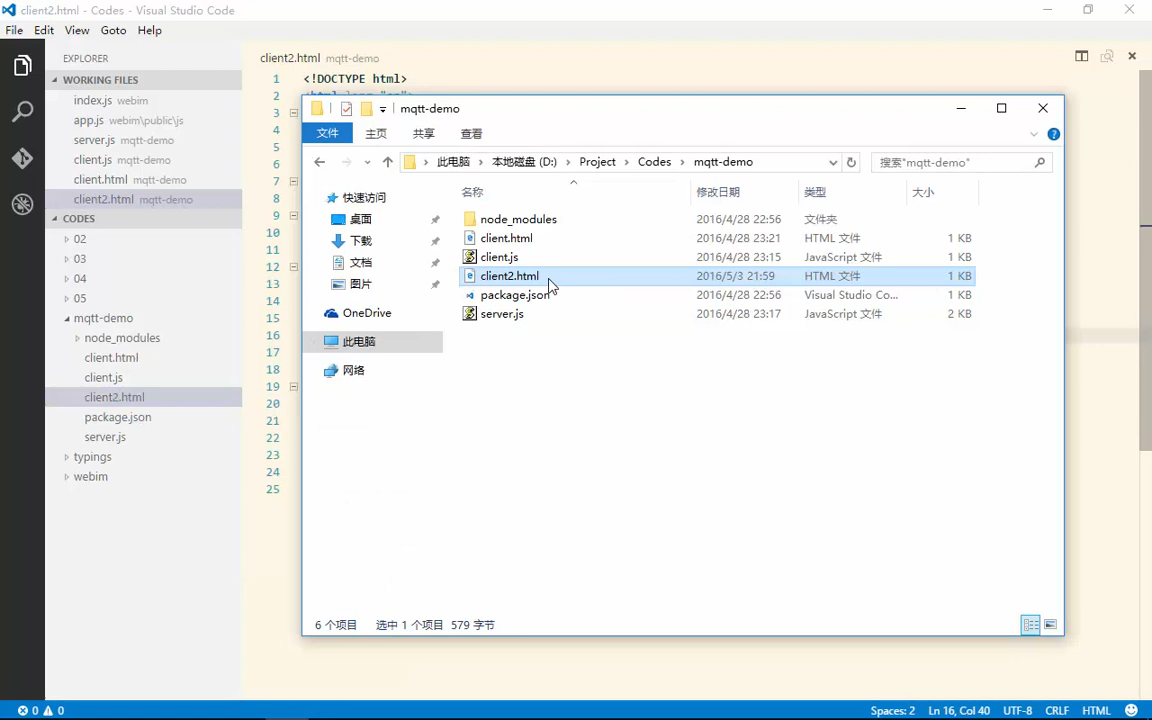 client2.html - Codes - Visual Studio Code
File Edit View Goto Help
EXPLORER
WORKING FILES
index.js webim
app.js webim\public\js
server.js mqtt-demo
client.js mqtt-demo
client.html mqtt-demo
client2.html mqtt-demo
CODES
02
03
04
05
mqtt-demo
node_modules
client.html
client.js
client2.html
package.json
server.js
typings
webim
client2.html mqtt-demo
1 <!DOCTYPE html>
2
3
4
5
6
7
8
9
10
11
12
13
14
15
16
17
18
19
20
21
22
23
24
25
mqtt-demo
文件 主页 共享 查看
此电脑 本地磁盘 (D:) Project Codes mqtt-demo
搜索"mqtt-demo"
快速访问
桌面
下载
文档
图片
OneDrive
此电脑
网络
名称 修改日期 类型 大小
node_modules 2016/4/28 22:56 文件夹
client.html 2016/4/28 23:21 HTML 文件 1 KB
client.js 2016/4/28 23:15 JavaScript 文件 1 KB
client2.html 2016/5/3 21:59 HTML 文件 1 KB
package.json 2016/4/28 22:56 Visual Studio Co... 1 KB
server.js 2016/4/28 23:17 JavaScript 文件 2 KB
6 个项目 选中 1 个项目 579 字节
0 0
Spaces: 2 Ln 16, Col 40 UTF-8 CRLF HTML